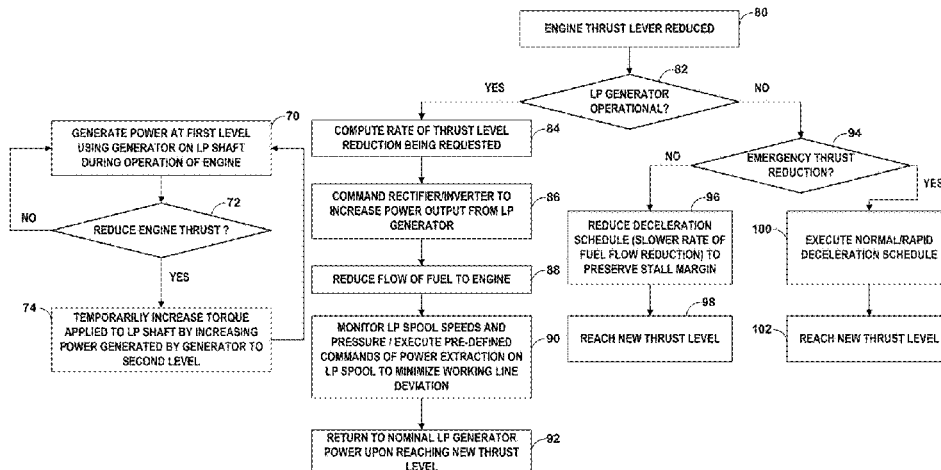 80
ENGINE THRUST LEVER REDUCED
82
LP GENERATOR
OPERATIONAL?
YES
NO
70
GENERATE POWER AT FIRST LEVEL
USING GENERATOR ON LP SHAFT
DURING OPERATION OF ENGINE
72
REDUCE ENGINE THRUST ?
NO
YES
74
TEMPORARILIY INCREASE TORQUE
APPLIED TO LP SHAFT BY INCREASING
POWER GENERATED BY GENERATOR TO
SECOND LEVEL
84
COMPUTE RATE OF THRUST LEVEL
REDUCTION BEING REQUESTED
86
COMMAND RECTIFIER/INVERTER TO
INCREASE POWER OUTPUT FROM LP
GENERATOR
88
REDUCE FLOW OF FUEL TO ENGINE
90
MONITOR LP SPOOL SPEEDS AND
PRESSURE / EXECUTE PRE-DEFINED
COMMANDS OF POWER EXTRACTION ON
LP SPOOL TO MINIMIZE WORKING LINE
DEVIATION
92
RETURN TO NOMINAL LP GENERATOR
POWER UPON REACHING NEW THRUST
LEVEL
94
EMERGENCY THRUST
REDUCTION?
NO
YES
96
REDUCE DECELERATION
SCHEDULE (SLOWER RATE OF
FUEL FLOW REDUCTION) TO
PRESERVE STALL MARGIN
98
REACH NEW THRUST LEVEL
100
EXECUTE NORMAL/RAPID
DECELERATION SCHEDULE
102
REACH NEW THRUST LEVEL